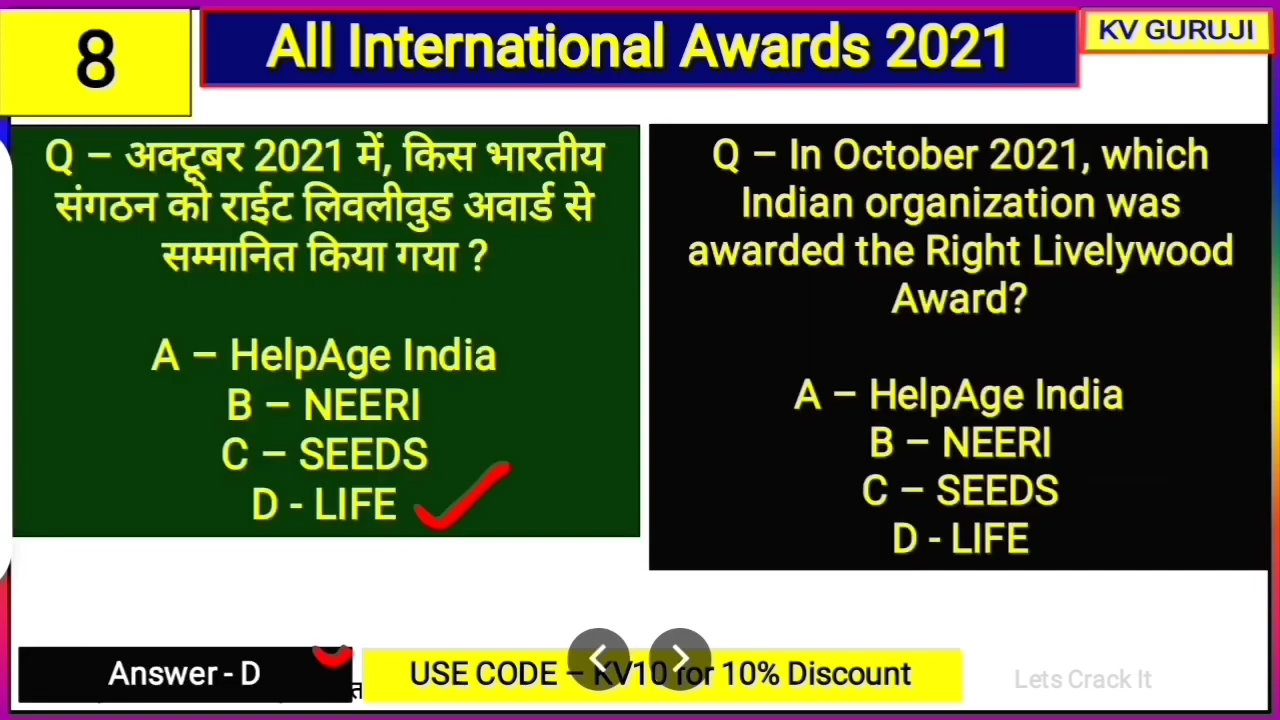 8
All International Awards 2021
KV GURUJI
Q – अक्टूबर 2021 में, किस भारतीय
संगठन को राईट लिवलीवुड अवार्ड से
सम्मानित किया गया ?
A – HelpAge India
B – NEERI
C – SEEDS
D - LIFE
Q – In October 2021, which
Indian organization was
awarded the Right Livelywood
Award?
A – HelpAge India
B – NEERI
C – SEEDS
D - LIFE
Answer - D
USE CODE – KV10 for 10% Discount
Lets Crack It